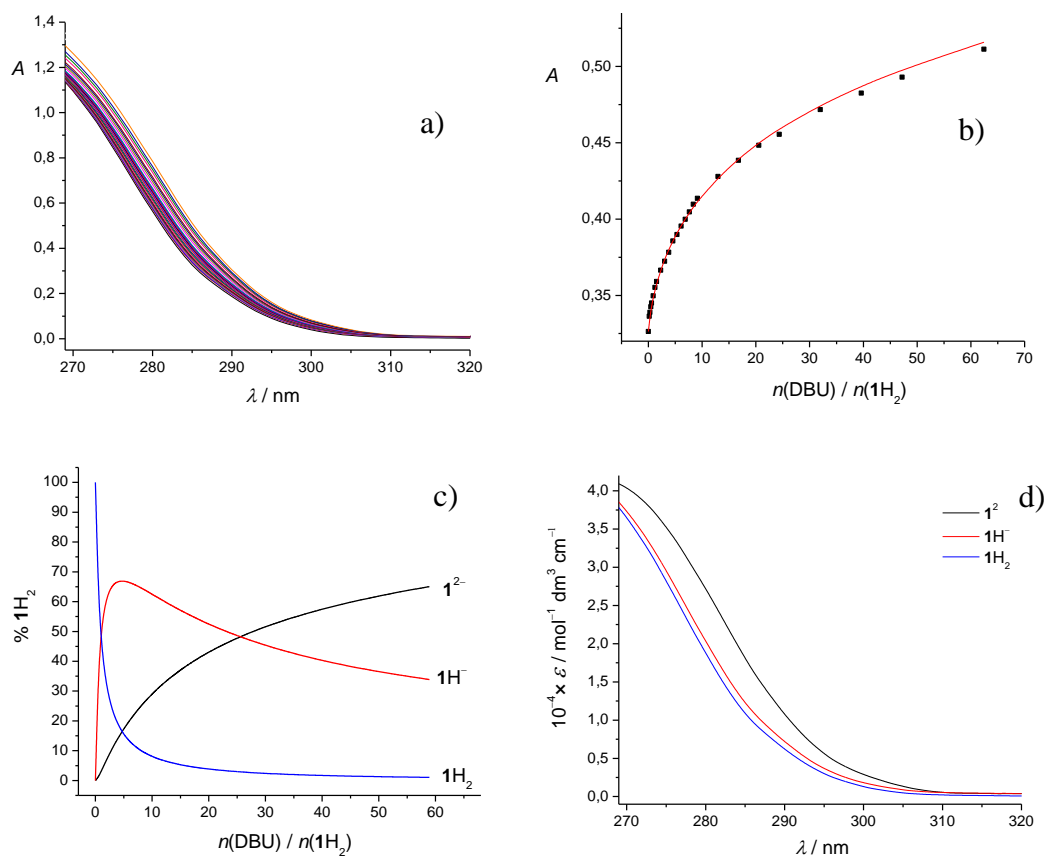 a)
1,4
1,2
1,0
0,8
0,6
0,4
0,2
0,0
A
270 280 290 300 310 320
λ / nm
b)
0,50
0,45
0,40
0,35
A
0 10 20 30 40 50 60 70
n(DBU) / n(1H₂)
c)
100
90
80
70
60
50
40
30
20
10
0
% 1H₂
1²⁻
1H⁻
1H₂
0 10 20 30 40 50 60
n(DBU) / n(1H₂)
d)
4,0
3,5
3,0
2,5
2,0
1,5
1,0
0,5
0,0
10⁻⁴× ε / mol⁻¹ dm³ cm⁻¹
1²
1H⁻
1H₂
270 280 290 300 310 320
λ / nm